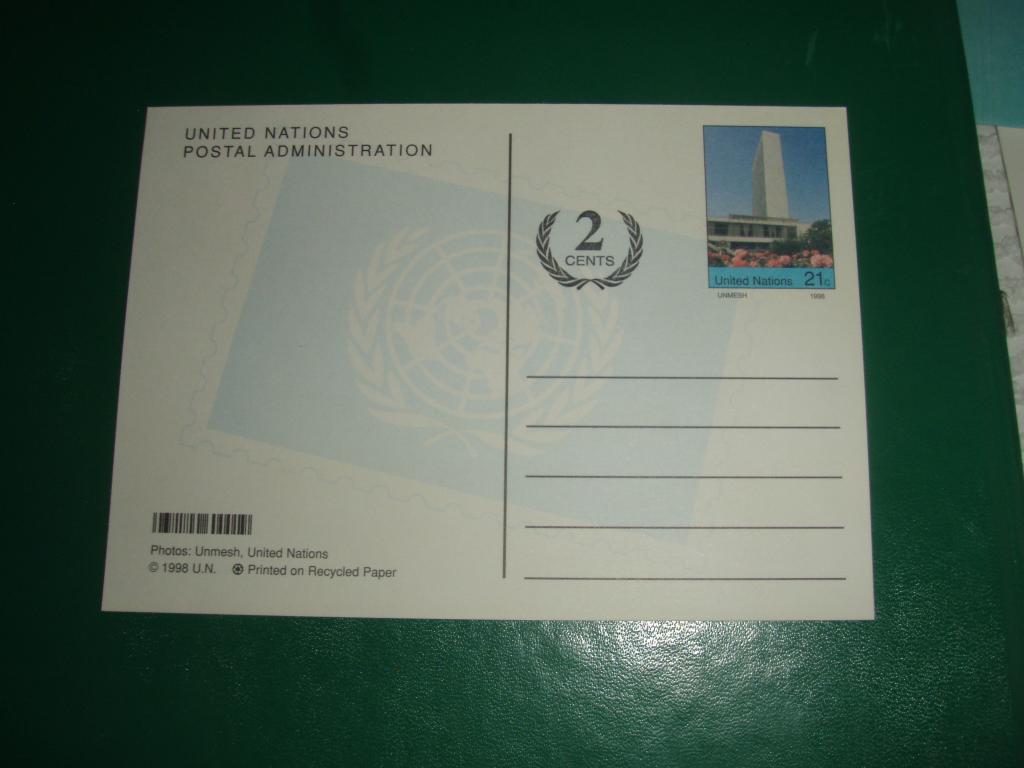 UNITED NATIONS
POSTAL ADMINISTRATION
2
CENTS
United Nations 21c
UNMESH 1998
Photos: Unmesh, United Nations
© 1998 U.N. Printed on Recycled Paper